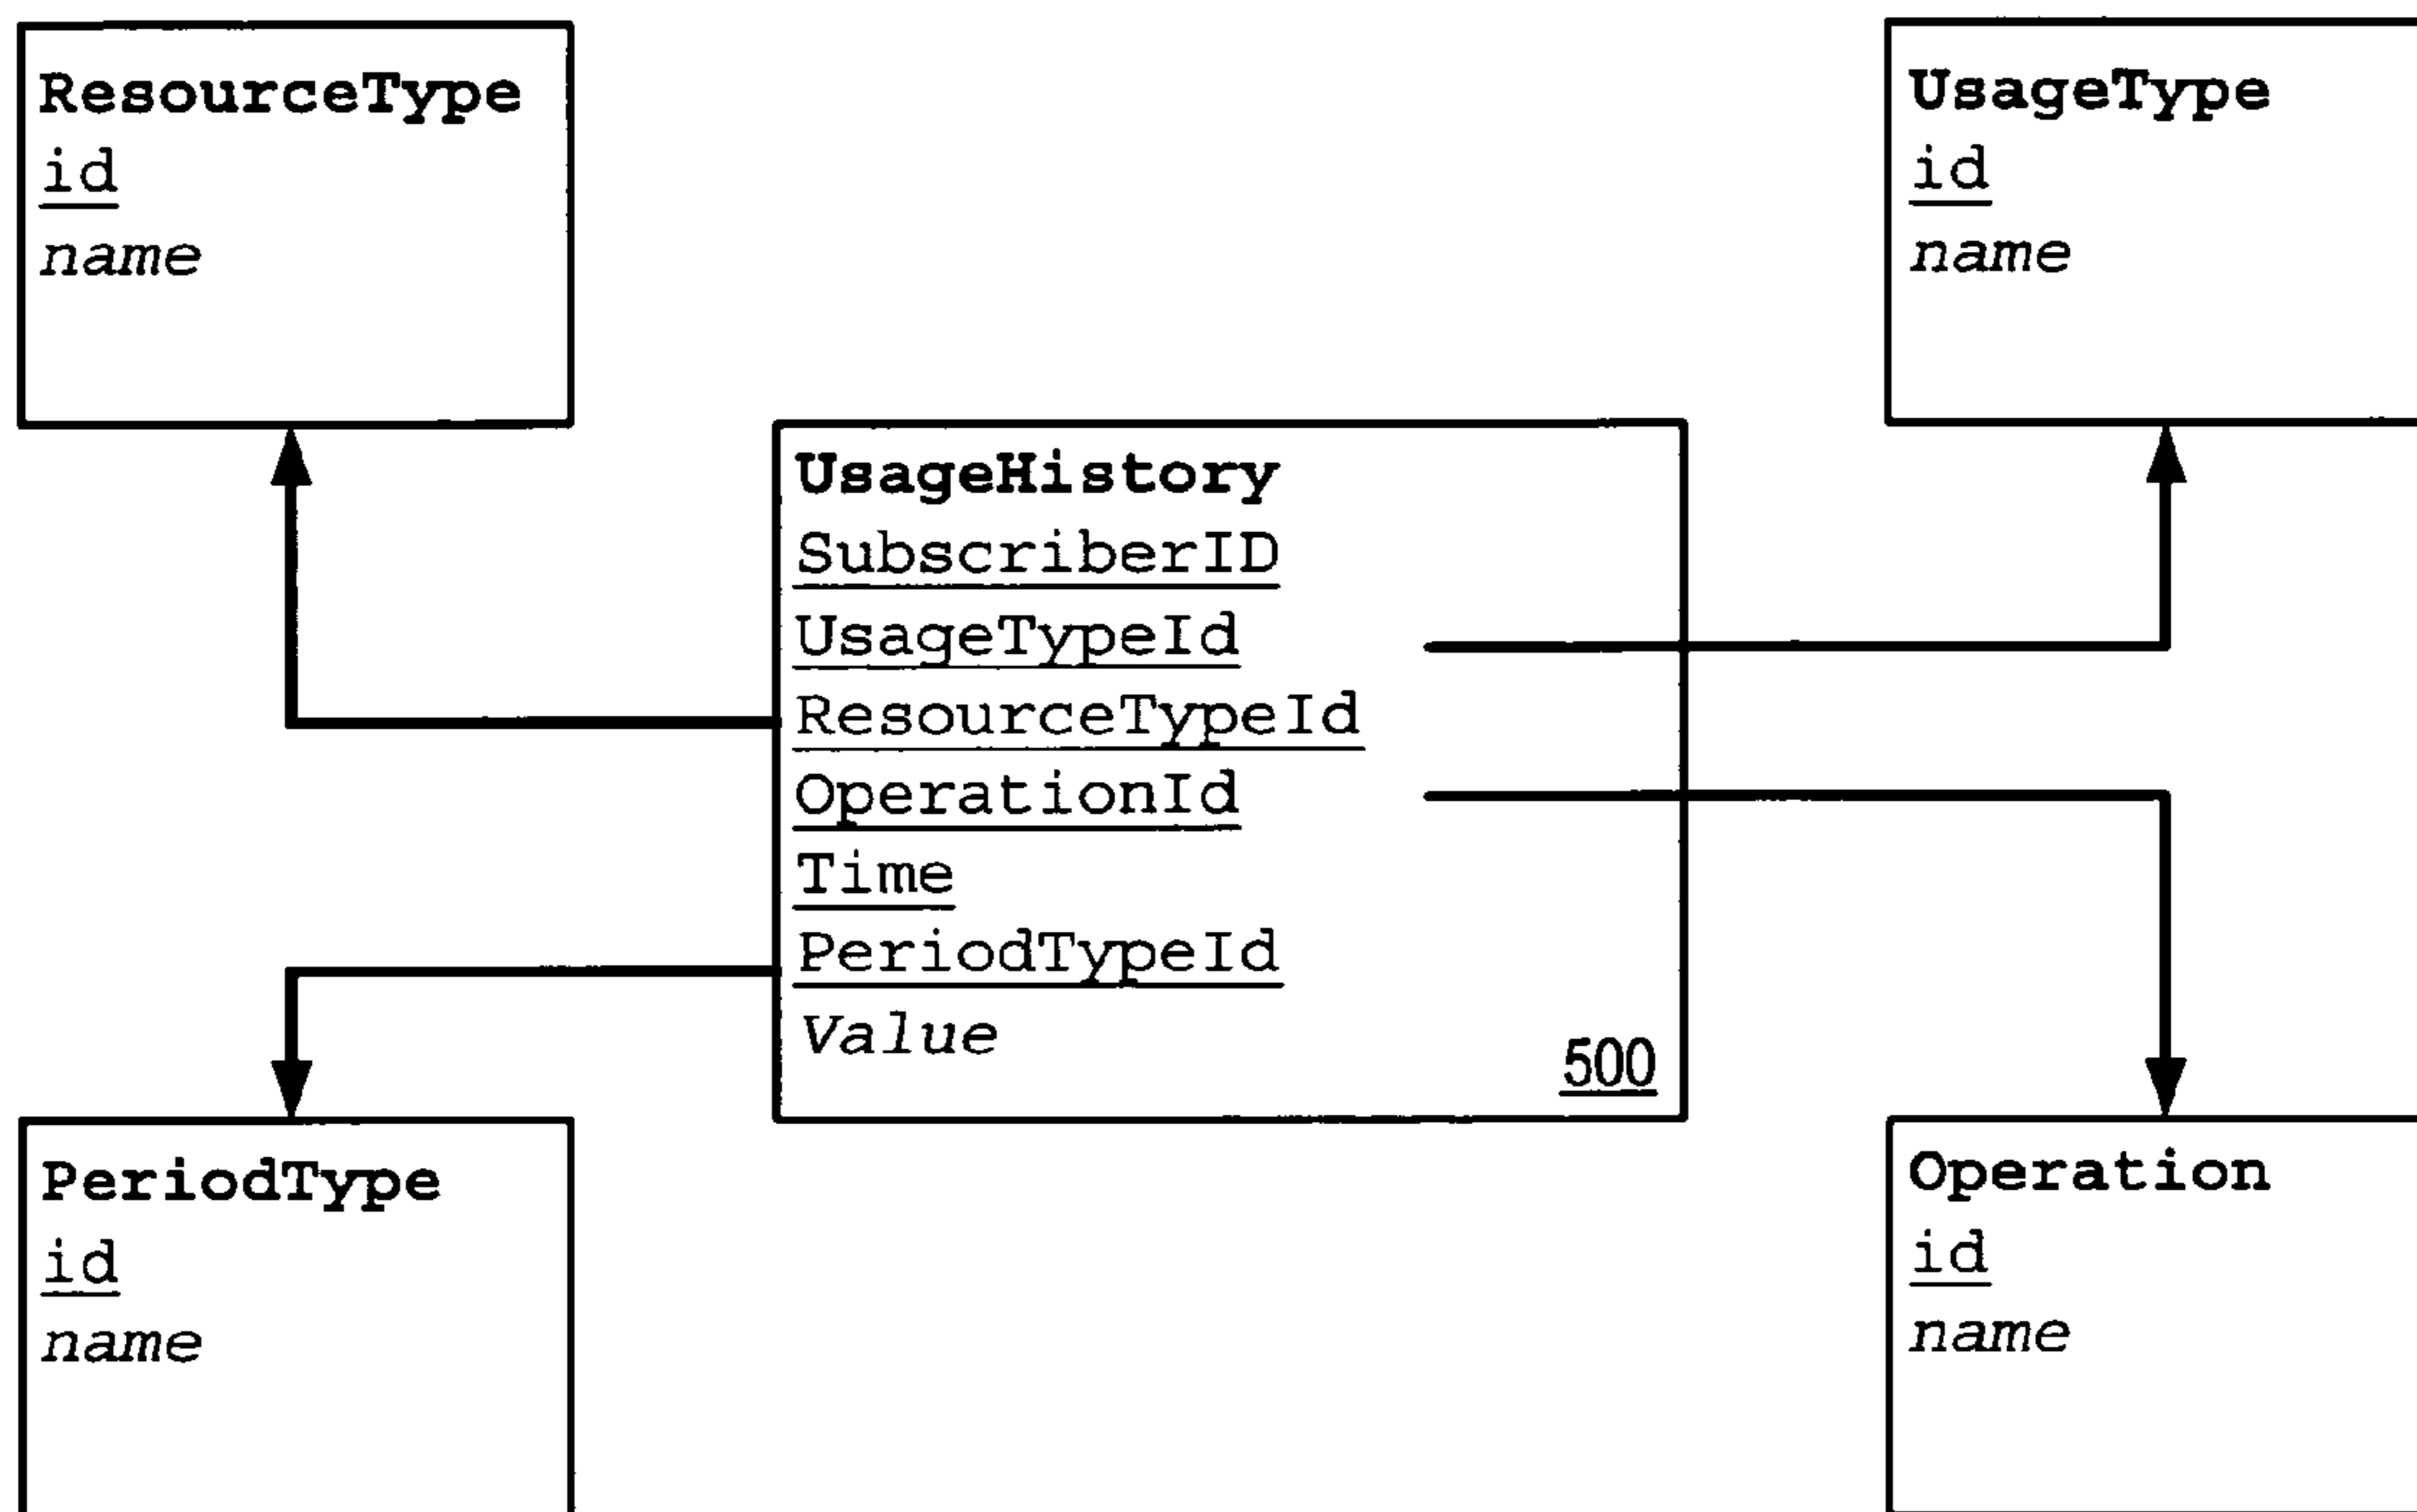 ResourceType
id
name
UsageType
id
name
UsageHistory
SubscriberID
UsageTypeId
ResourceTypeId
OperationId
Time
PeriodTypeId
Value
500
PeriodType
id
name
Operation
id
name